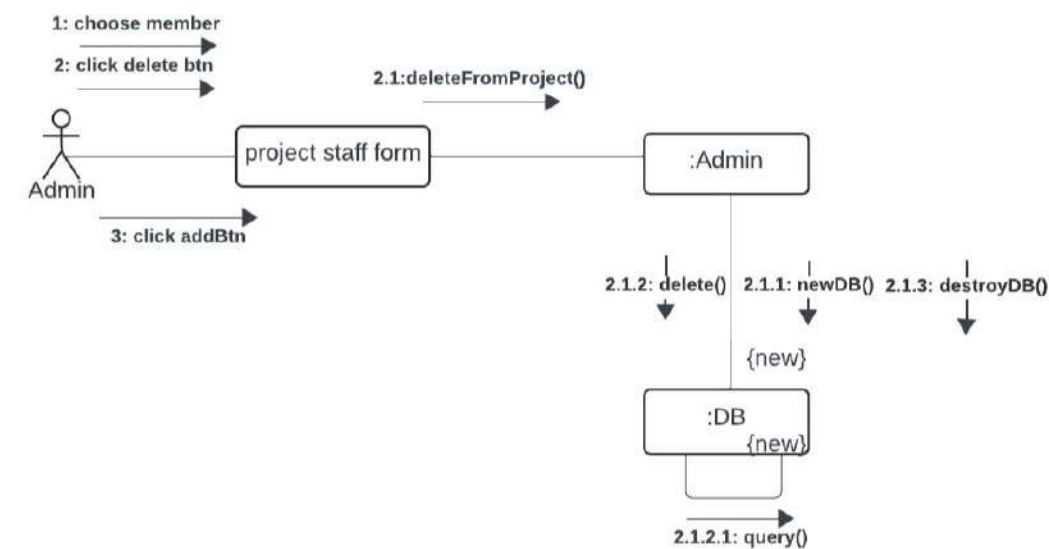 1: choose member
2: click delete btn
2.1:deleteFromProject()
project staff form
:Admin
Admin
3: click addBtn
2.1.2: delete()
2.1.1: newDB()
2.1.3: destroyDB()
{new}
:DB
{new}
2.1.2.1: query()